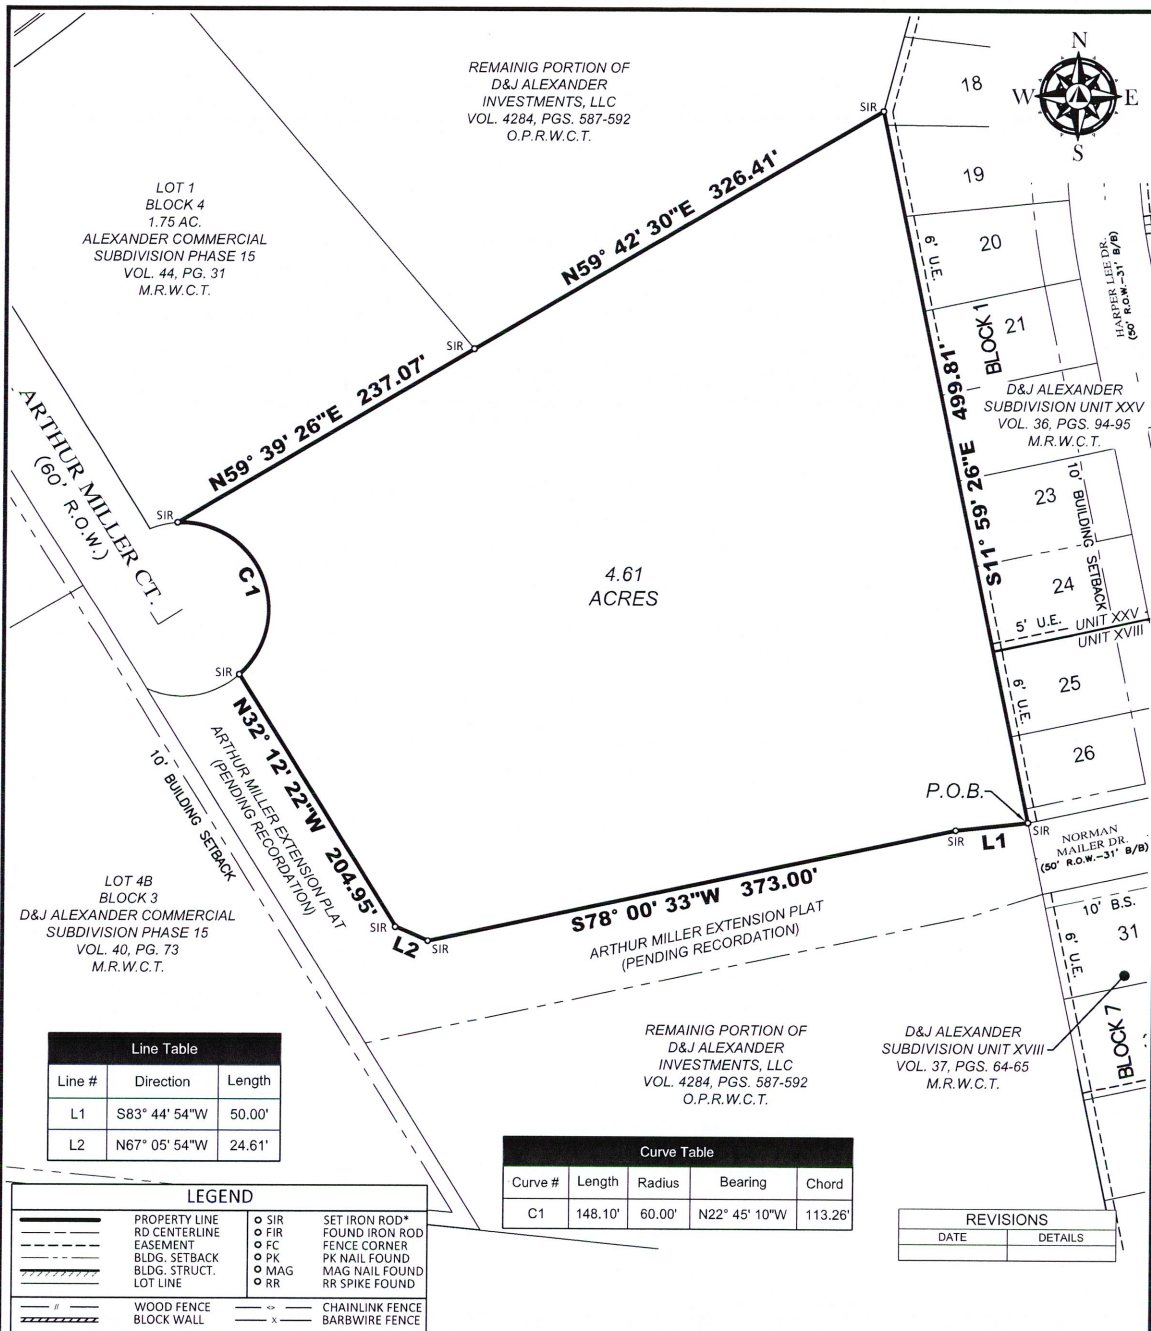 N
W E
S
REMAINIG PORTION OF
D&J ALEXANDER
INVESTMENTS, LLC
VOL. 4284, PGS. 587-592
O.P.R.W.C.T.
18
SIR
19
LOT 1
BLOCK 4
1.75 AC.
ALEXANDER COMMERCIAL
SUBDIVISION PHASE 15
VOL. 44, PG. 31
M.R.W.C.T.
N59° 42' 30"E 326.41'
6' U.E.
20
HARPER LEE DR.
(50' R.O.W.-31' B/B)
BLOCK 1
21
SIR
N59° 39' 26"E 237.07'
S11° 59' 26"E 499.81'
D&J ALEXANDER
SUBDIVISION UNIT XXV
VOL. 36, PGS. 94-95
M.R.W.C.T.
ARTHUR MILLER CT.
(60' R.O.W.)
SIR
23
10' BUILDING SETBACK
C1
4.61
ACRES
24
5' U.E.
UNIT XXV
UNIT XVIII
SIR
6' U.E.
25
26
N32° 12' 22"W 204.95'
ARTHUR MILLER EXTENSION PLAT
(PENDING RECORDATION)
10' BUILDING SETBACK
P.O.B.
SIR
L1
SIR
NORMAN
MAILER DR.
(50' R.O.W.-31' B/B)
LOT 4B
BLOCK 3
D&J ALEXANDER COMMERCIAL
SUBDIVISION PHASE 15
VOL. 40, PG. 73
M.R.W.C.T.
SIR
L2
SIR
S78° 00' 33"W 373.00'
ARTHUR MILLER EXTENSION PLAT
(PENDING RECORDATION)
10' B.S.
31
6' U.E.
BLOCK 7
REMAINIG PORTION OF
D&J ALEXANDER
INVESTMENTS, LLC
VOL. 4284, PGS. 587-592
O.P.R.W.C.T.
D&J ALEXANDER
SUBDIVISION UNIT XVIII
VOL. 37, PGS. 64-65
M.R.W.C.T.
Line Table
Line # Direction Length
L1 S83° 44' 54"W 50.00'
L2 N67° 05' 54"W 24.61'
Curve Table
Curve # Length Radius Bearing Chord
C1 148.10' 60.00' N22° 45' 10"W 113.26'
LEGEND
PROPERTY LINE SIR SET IRON ROD*
RD CENTERLINE FIR FOUND IRON ROD
EASEMENT FC FENCE CORNER
BLDG. SETBACK PK PK NAIL FOUND
BLDG. STRUCT. MAG MAG NAIL FOUND
LOT LINE RR RR SPIKE FOUND
// WOOD FENCE <> CHAINLINK FENCE
BLOCK WALL X BARBWIRE FENCE
REVISIONS
DATE DETAILS